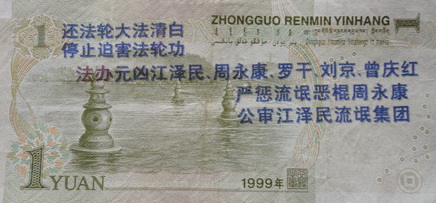 ZHONGGUO RENMIN YINHANG
1
1
还法轮大法清白
停止迫害法轮功
法办元凶江泽民、周永康、罗干、刘京、曾庆红
严惩流氓恶棍周永康
公审江泽民流氓集团
1 YUAN
1999年